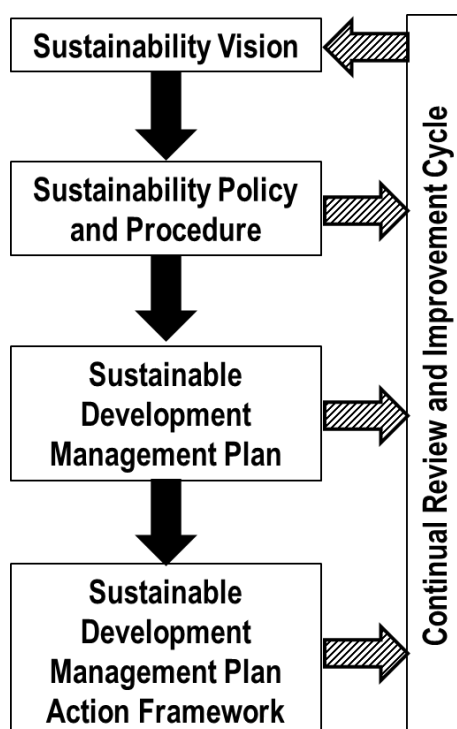 Sustainability Vision
Sustainability Policy
and Procedure
Sustainable
Development
Management Plan
Sustainable
Development
Management Plan
Action Framework
Continual Review and Improvement Cycle